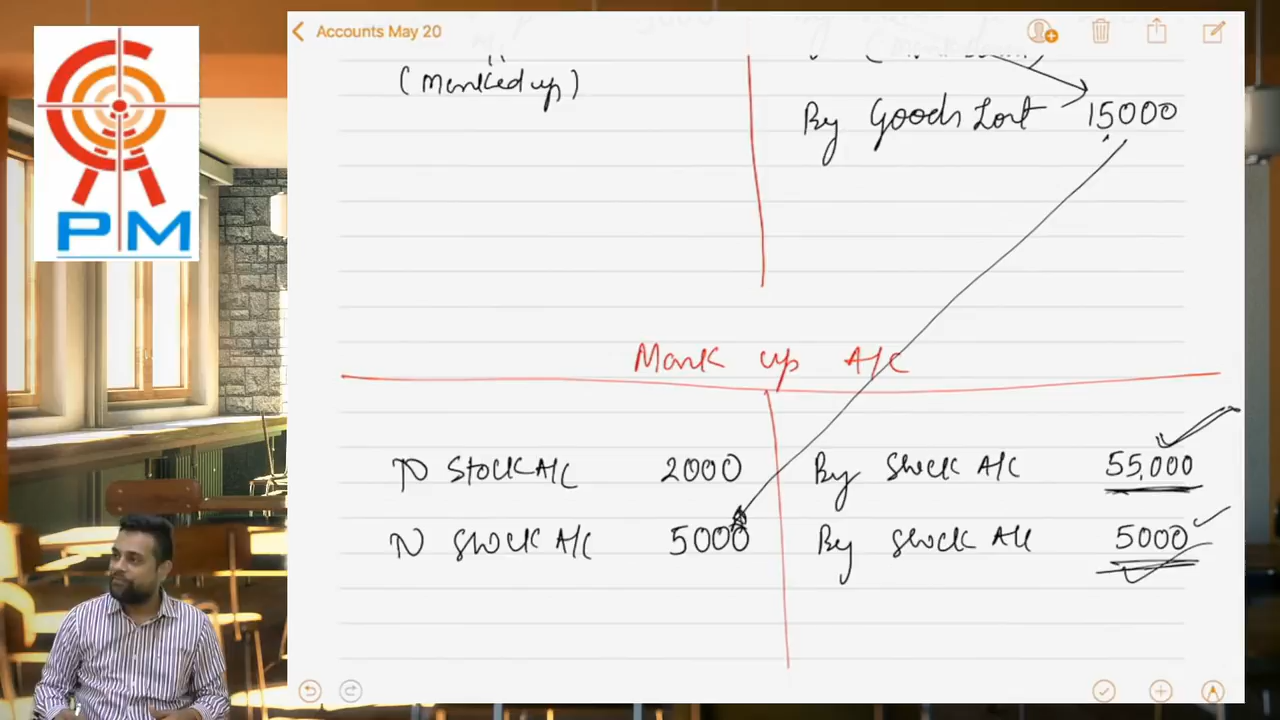 PM
Accounts May 20
(Marked up)
By Goods Lost 15000
Mark up A/C
To Stock A/C 2000 By Stock A/C 55,000
To Stock A/C 5000 By Stock A/C 5000